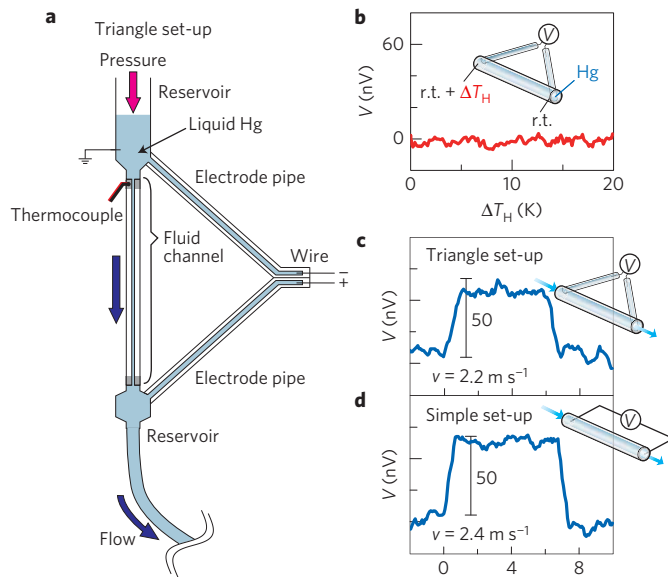 a
Triangle set-up
Pressure
Reservoir
Liquid Hg
Electrode pipe
Thermocouple
Fluid
channel
Wire
−
+
Electrode pipe
Reservoir
Flow
b
V (nV)
60
0
V
Hg
r.t. + ΔT_H
r.t.
0
10
20
ΔT_H (K)
c
Triangle set-up
V
V (nV)
50
v = 2.2 m s⁻¹
d
Simple set-up
V
V (nV)
50
v = 2.4 m s⁻¹
0
4
8